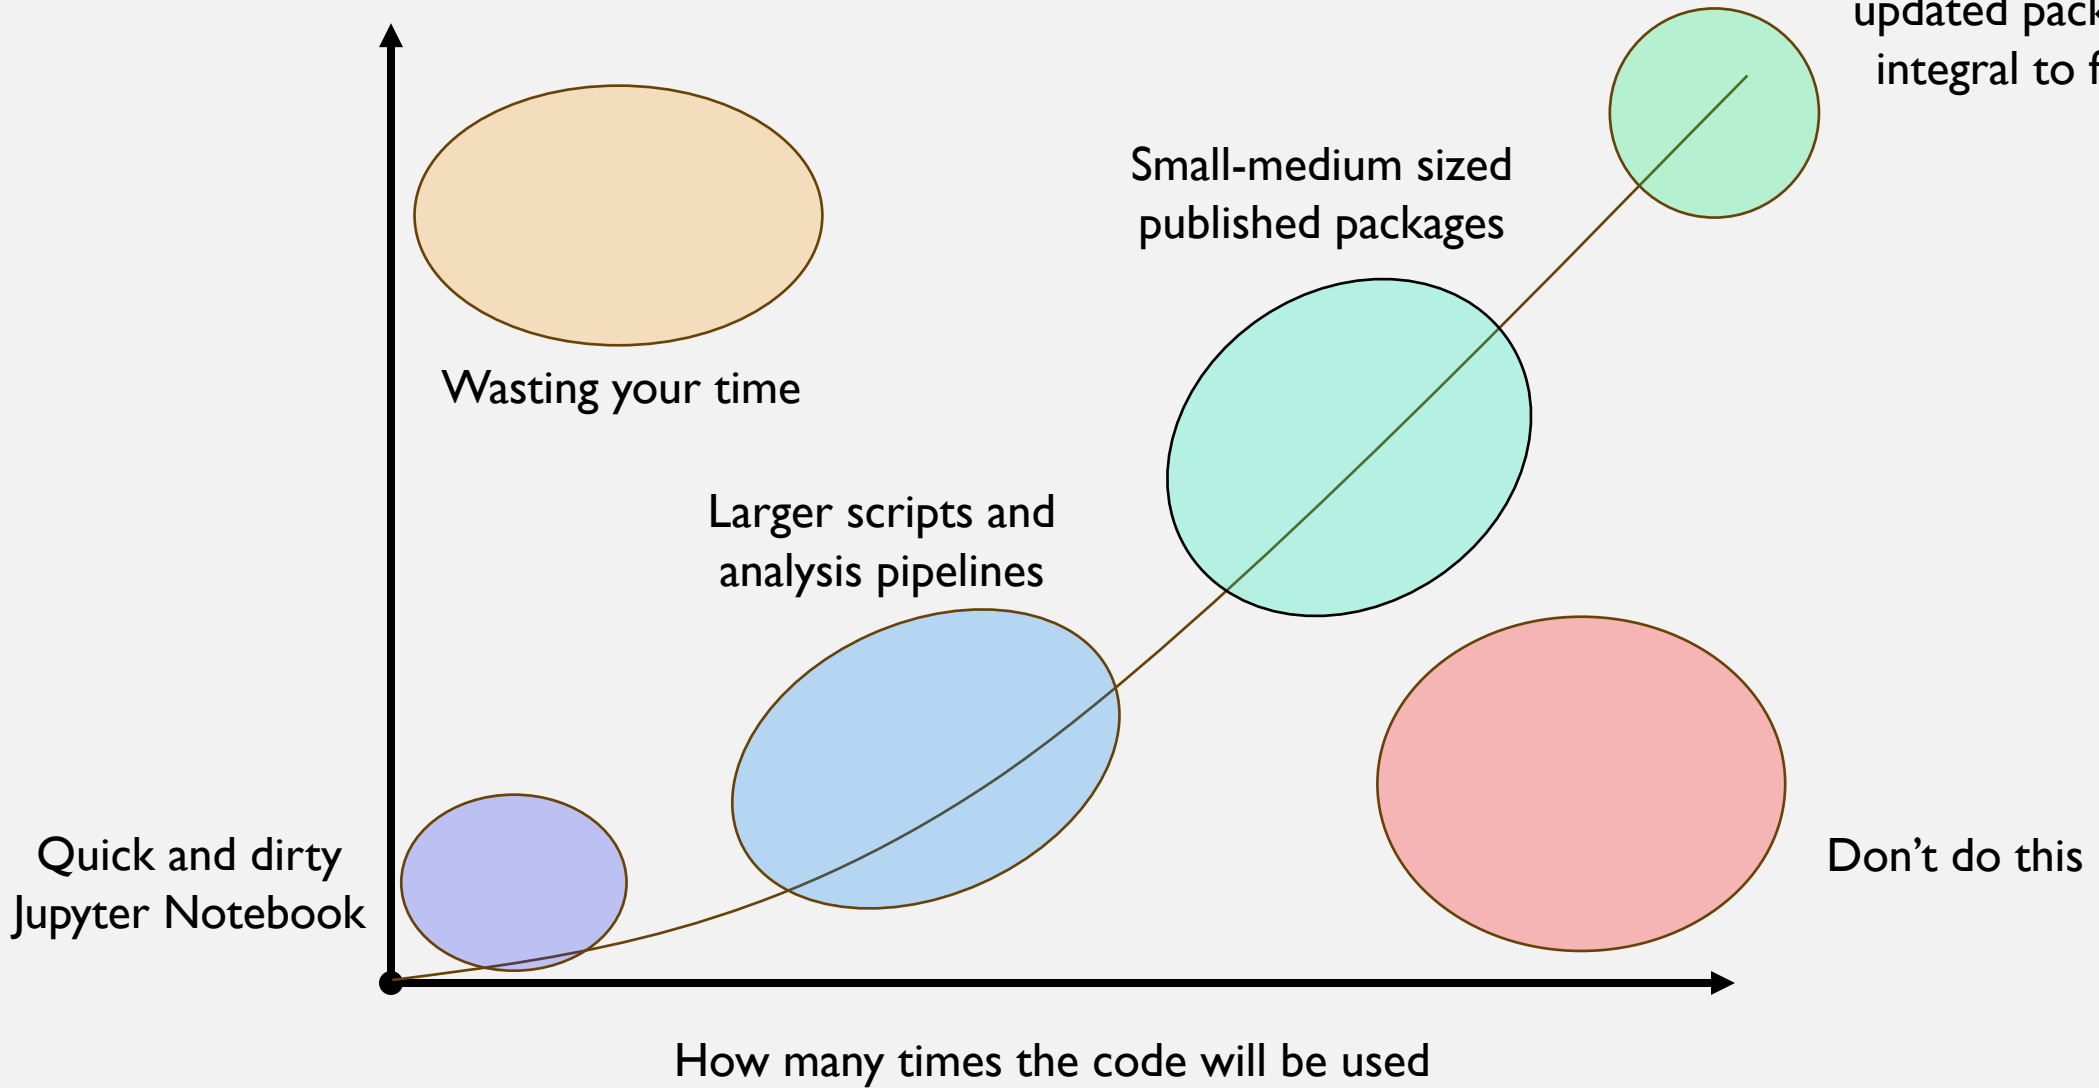 updated
integral to
Small-medium sized
published packages
Wasting your time
Larger scripts and
analysis pipelines
Quick and dirty
Jupyter Notebook
Don’t do this
How many times the code will be used